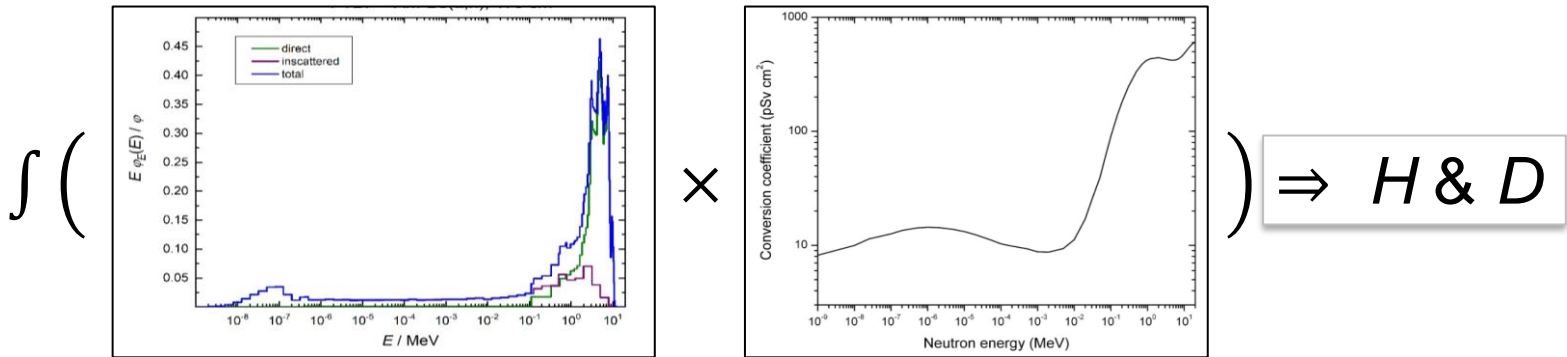 ∫ (
0.45
0.40
0.35
0.30
0.25
0.20
0.15
0.10
0.05
E φE(E) / φ
direct
inscattered
total
10⁻⁸ 10⁻⁷ 10⁻⁶ 10⁻⁵ 10⁻⁴ 10⁻³ 10⁻² 10⁻¹ 10⁰ 10¹
E / MeV
×
1000
100
10
Conversion coefficient (pSv cm²)
10⁻⁹ 10⁻⁸ 10⁻⁷ 10⁻⁶ 10⁻⁵ 10⁻⁴ 10⁻³ 10⁻² 10⁻¹ 10⁰ 10¹
Neutron energy (MeV)
) ⇒ H & D